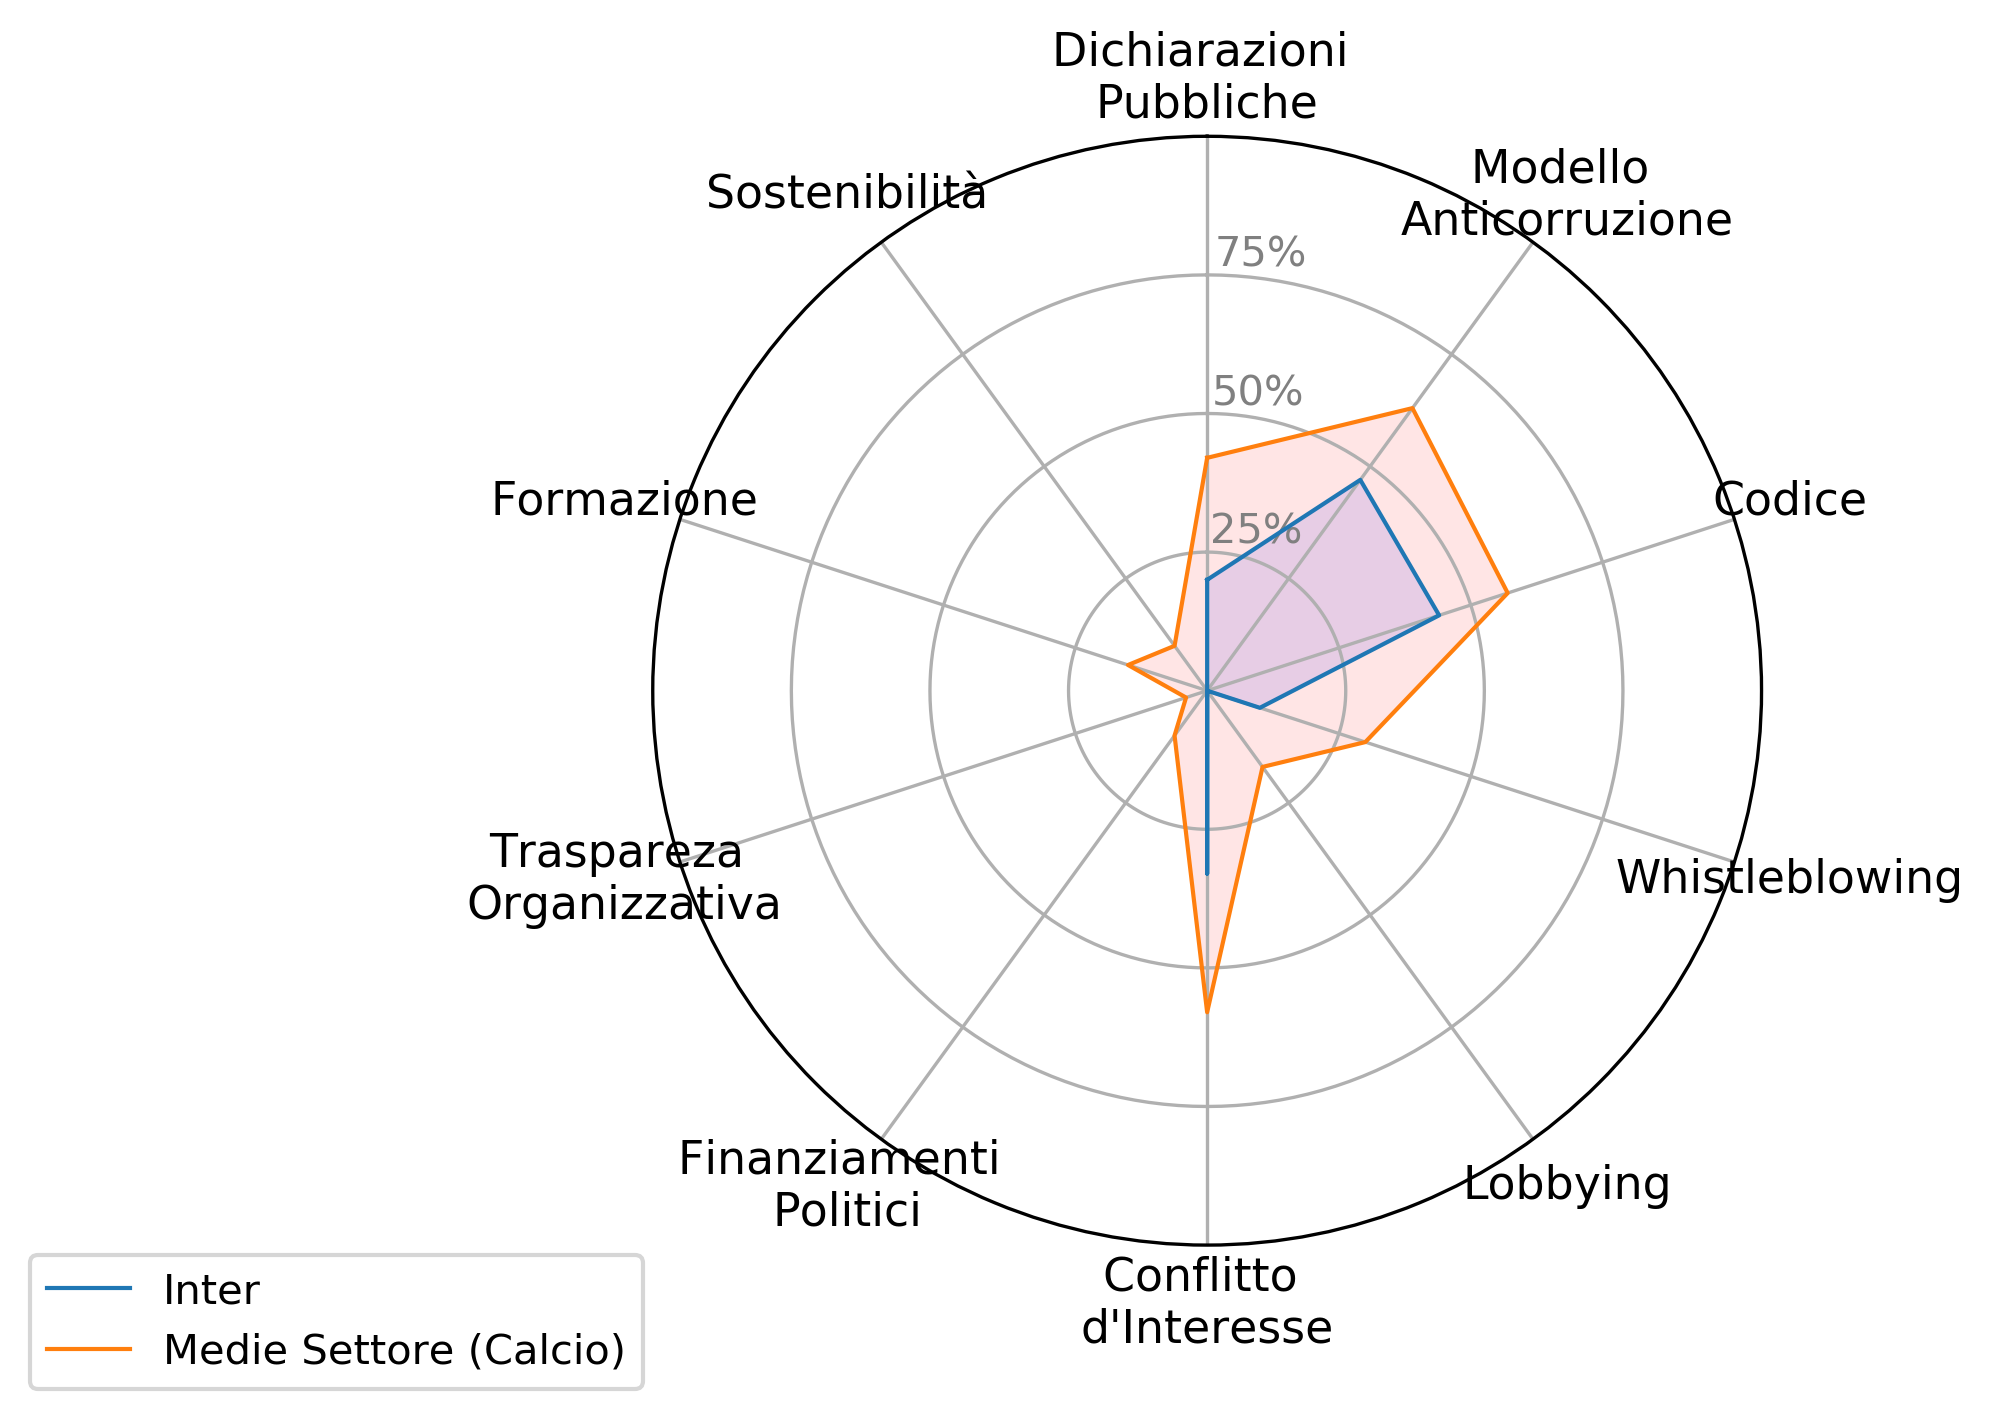 Dichiarazioni
Pubbliche
Modello
Anticorruzione
Sostenibilità
75%
50%
25%
Formazione
Codice
Traspareza
Organizzativa
Whistleblowing
Finanziamenti
Politici
Lobbying
Conflitto
d'Interesse
Inter
Medie Settore (Calcio)